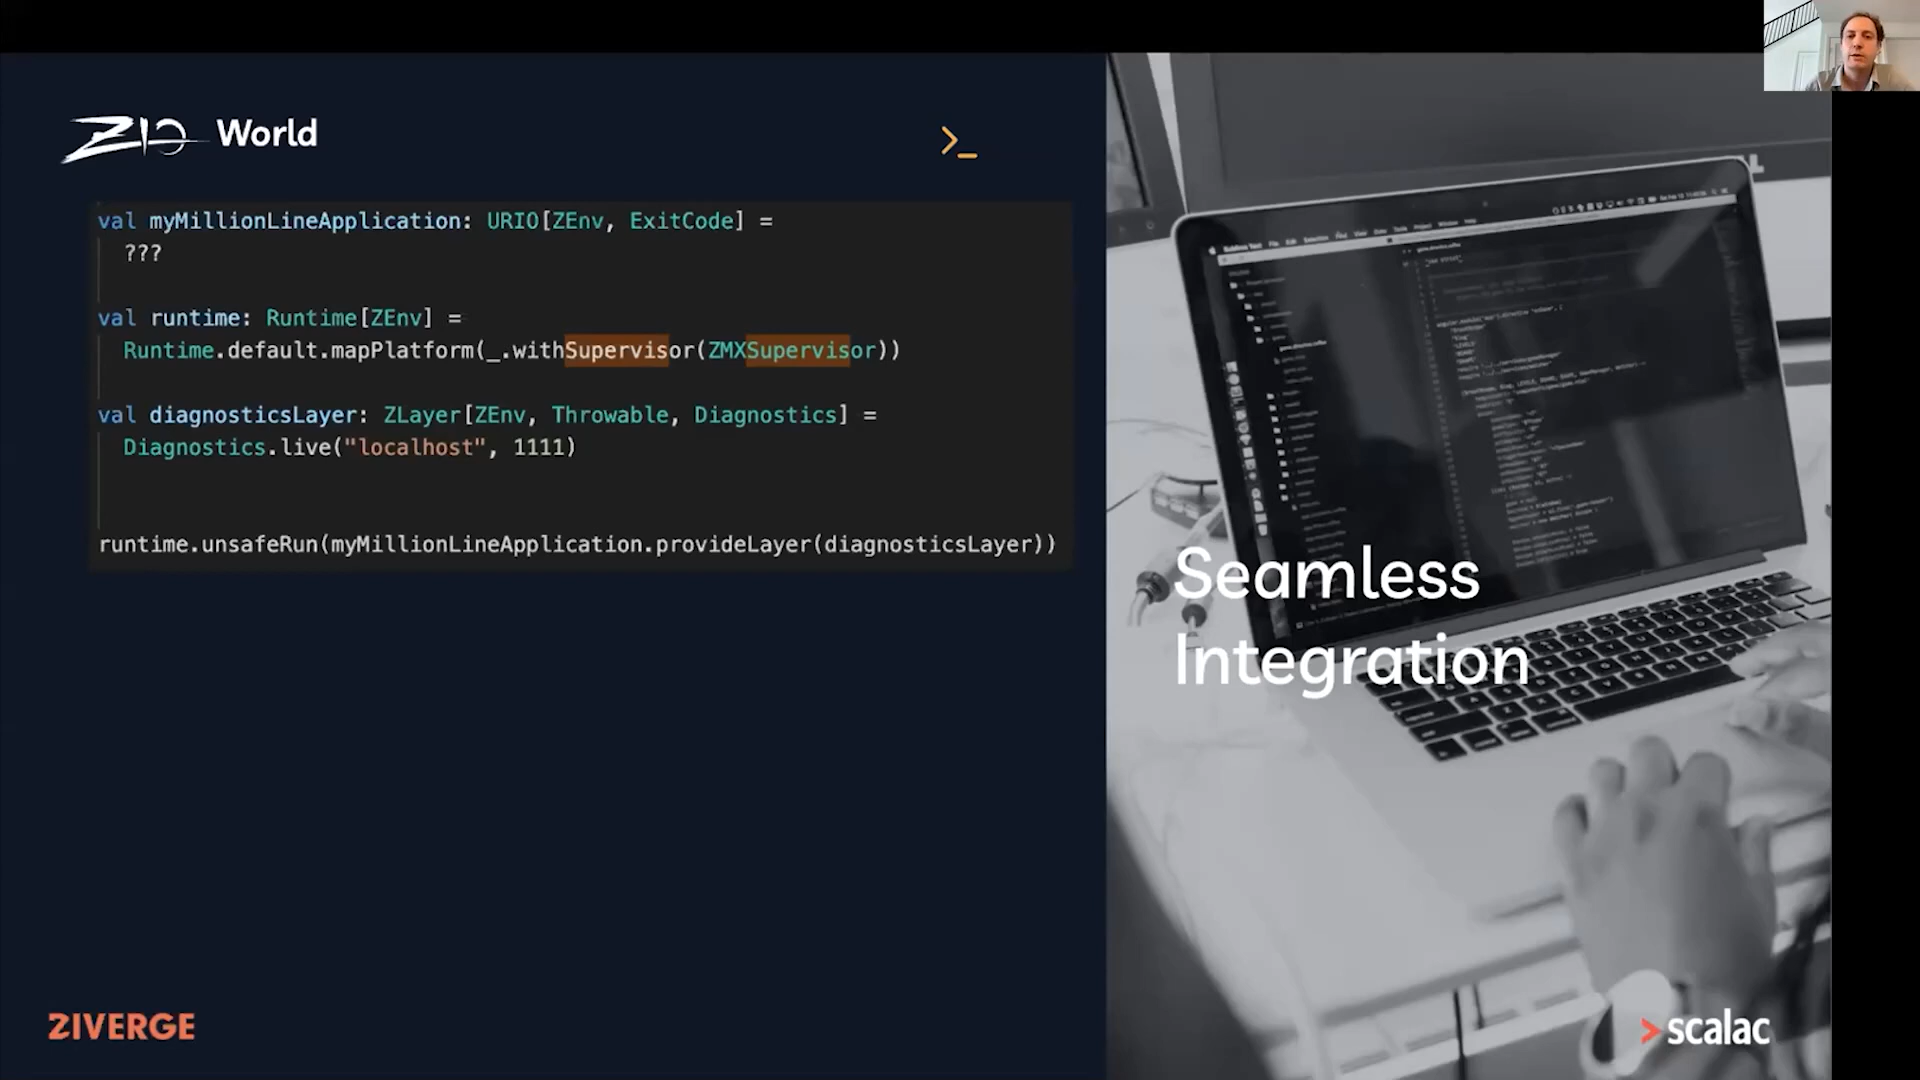 ZIO World
>_
val myMillionLineApplication: URIO[ZEnv, ExitCode] =
???
val runtime: Runtime[ZEnv] =
Runtime.default.mapPlatform(_.withSupervisor(ZMXSupervisor))
val diagnosticsLayer: ZLayer[ZEnv, Throwable, Diagnostics] =
Diagnostics.live("localhost", 1111)
runtime.unsafeRun(myMillionLineApplication.provideLayer(diagnosticsLayer))
Seamless
Integration
ZIVERGE
scalac